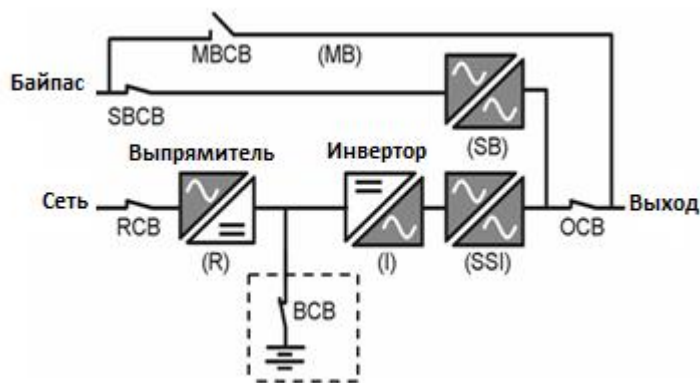 MBCB (MB)
Байпас
SBCB
(SB)
Выпрямитель Инвертор
Сеть
Выход
RCB
OCB
(R) (I) (SSI)
BCB